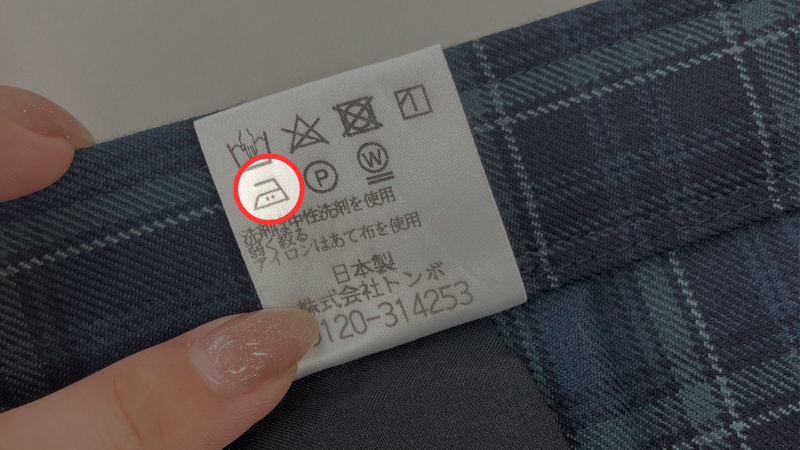 P W
洗剤は中性洗剤を使用
弱く絞る
アイロンはあて布を使用
日本製
株式会社トンボ
0120-314253